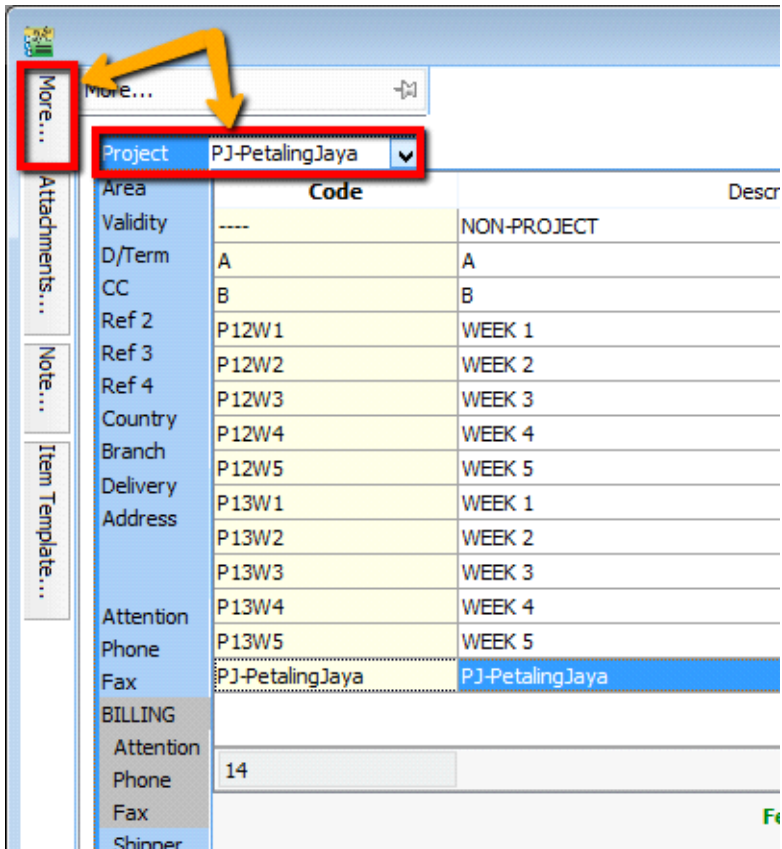 More...
Attachments...
Note...
Item Template...
More...
Project PJ-PetalingJaya
Code Descr
Area
Validity ---- NON-PROJECT
D/Term A A
CC B B
Ref 2 P12W1 WEEK 1
Ref 3 P12W2 WEEK 2
Ref 4 P12W3 WEEK 3
Country P12W4 WEEK 4
Branch P12W5 WEEK 5
Delivery P13W1 WEEK 1
Address P13W2 WEEK 2
P13W3 WEEK 3
Attention P13W4 WEEK 4
Phone P13W5 WEEK 5
Fax PJ-PetalingJaya PJ-PetalingJaya
BILLING
Attention
Phone 14
Fax Fe
Shipper